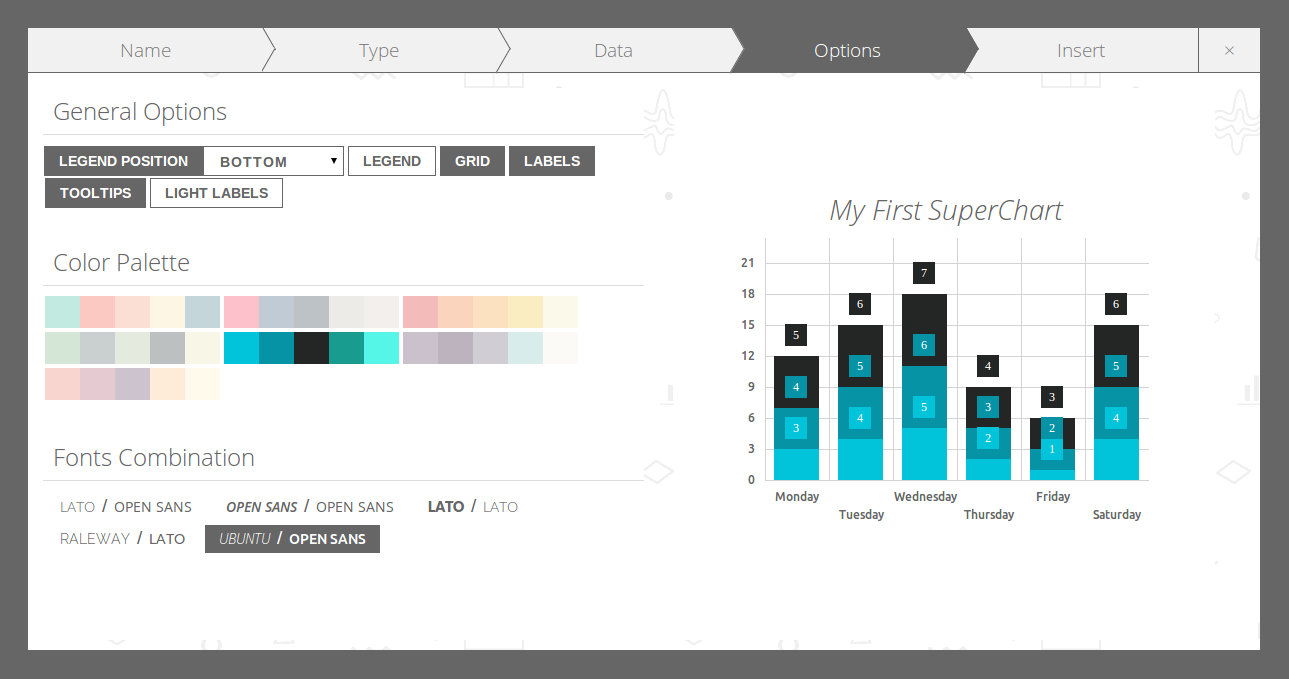 Name Type Data Options Insert ×
General Options
LEGEND POSITION BOTTOM LEGEND GRID LABELS
TOOLTIPS LIGHT LABELS
Color Palette
Fonts Combination
LATO / OPEN SANS OPEN SANS / OPEN SANS LATO / LATO
RALEWAY / LATO UBUNTU / OPEN SANS
My First SuperChart
21
18
15
12
9
6
3
0
7
6 6
5
6
5 5
4
4
3
5
3
4 4
2
3
2
1
Monday Wednesday Friday
Tuesday Thursday Saturday